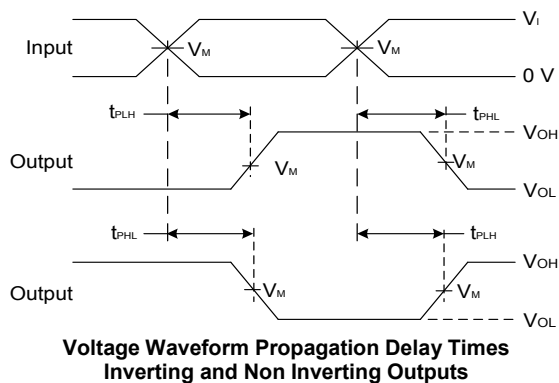 VI
Input
VM
VM
0 V
tPLH
tPHL
VOH
Output
VM
VM
VOL
tPHL
tPLH
VOH
Output
VM
VM
VOL
Voltage Waveform Propagation Delay Times
Inverting and Non Inverting Outputs